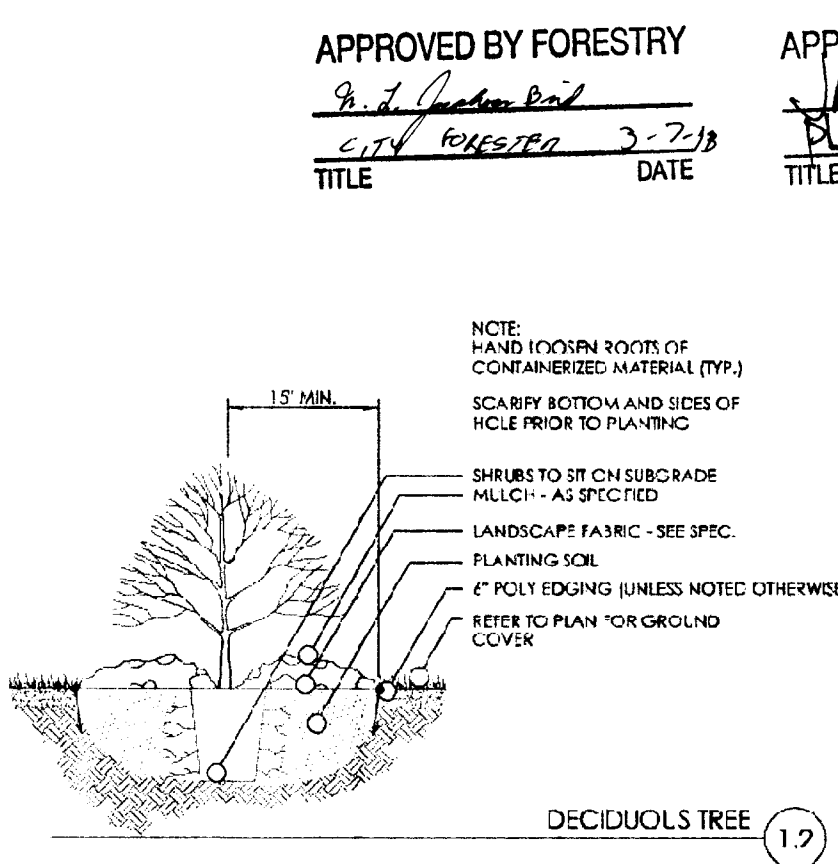 APPROVED BY FORESTRY
CITY FORESTER 3-7-18
TITLE DATE
APP
TITLE
NOTE:
HAND LOOSEN ROOTS OF
CONTAINERIZED MATERIAL (TYP.)
SCARIFY BOTTOM AND SIDES OF
HOLE PRIOR TO PLANTING
15' MIN.
SHRUBS TO SIT ON SUBGRADE
MULCH - AS SPECIFIED
LANDSCAPE FABRIC - SEE SPEC.
PLANTING SOIL
6" POLY EDGING (UNLESS NOTED OTHERWISE
REFER TO PLAN FOR GROUND
COVER
DECIDUOUS TREE
1.2